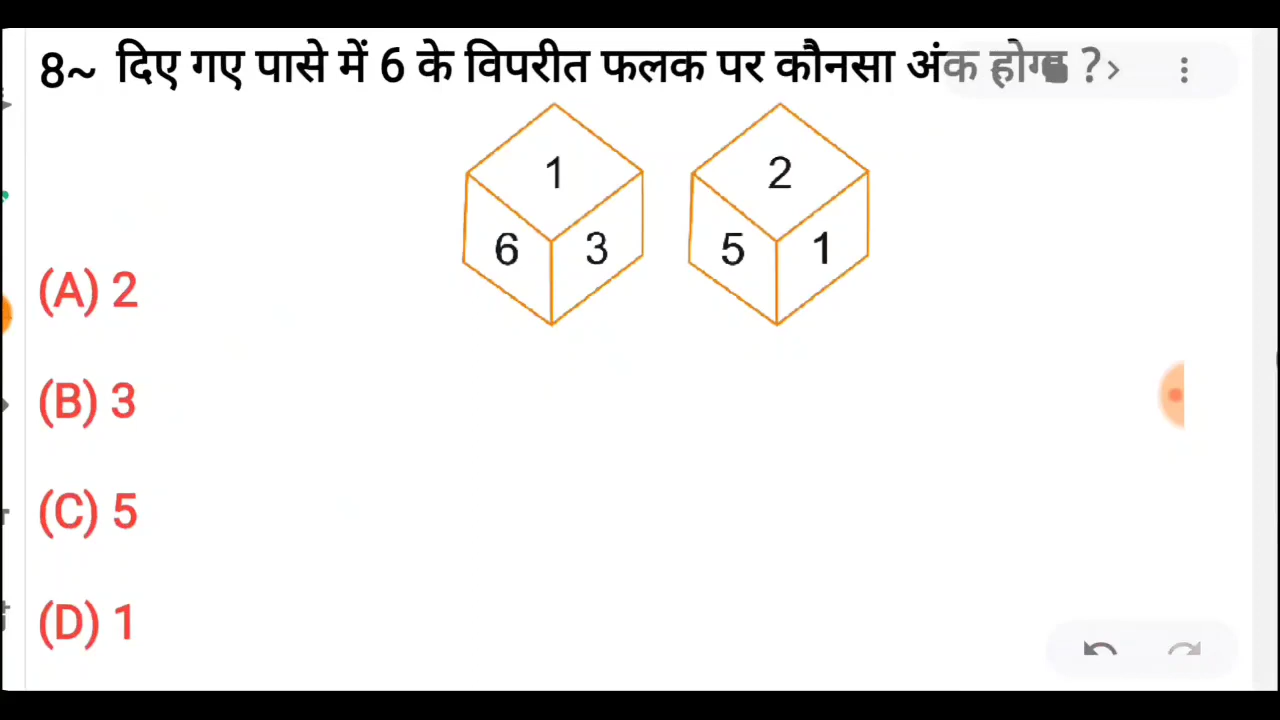 8~ दिए गए पासे में 6 के विपरीत फलक पर कौनसा अंक होगा ?
1
6 3
2
5 1
(A) 2
(B) 3
(C) 5
(D) 1